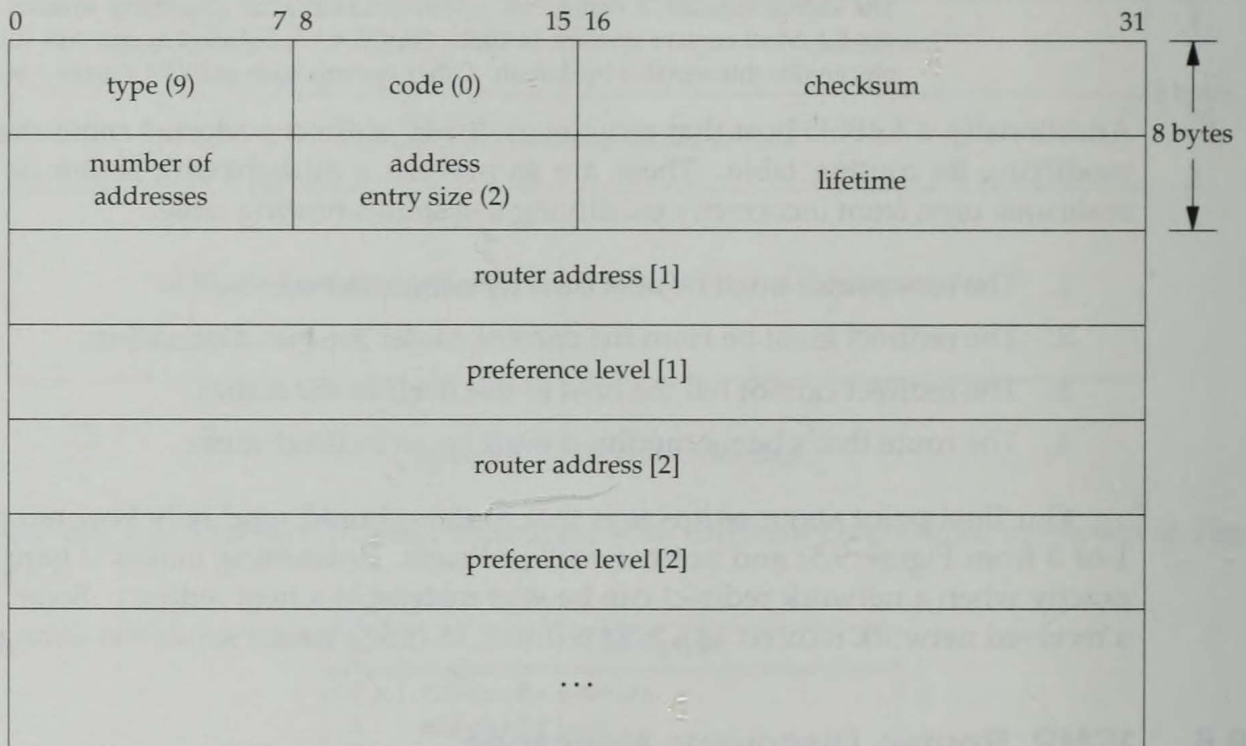 0 7 8 15 16 31
type (9) code (0) checksum
8 bytes
number of addresses address entry size (2) lifetime
router address [1]
preference level [1]
router address [2]
preference level [2]
...